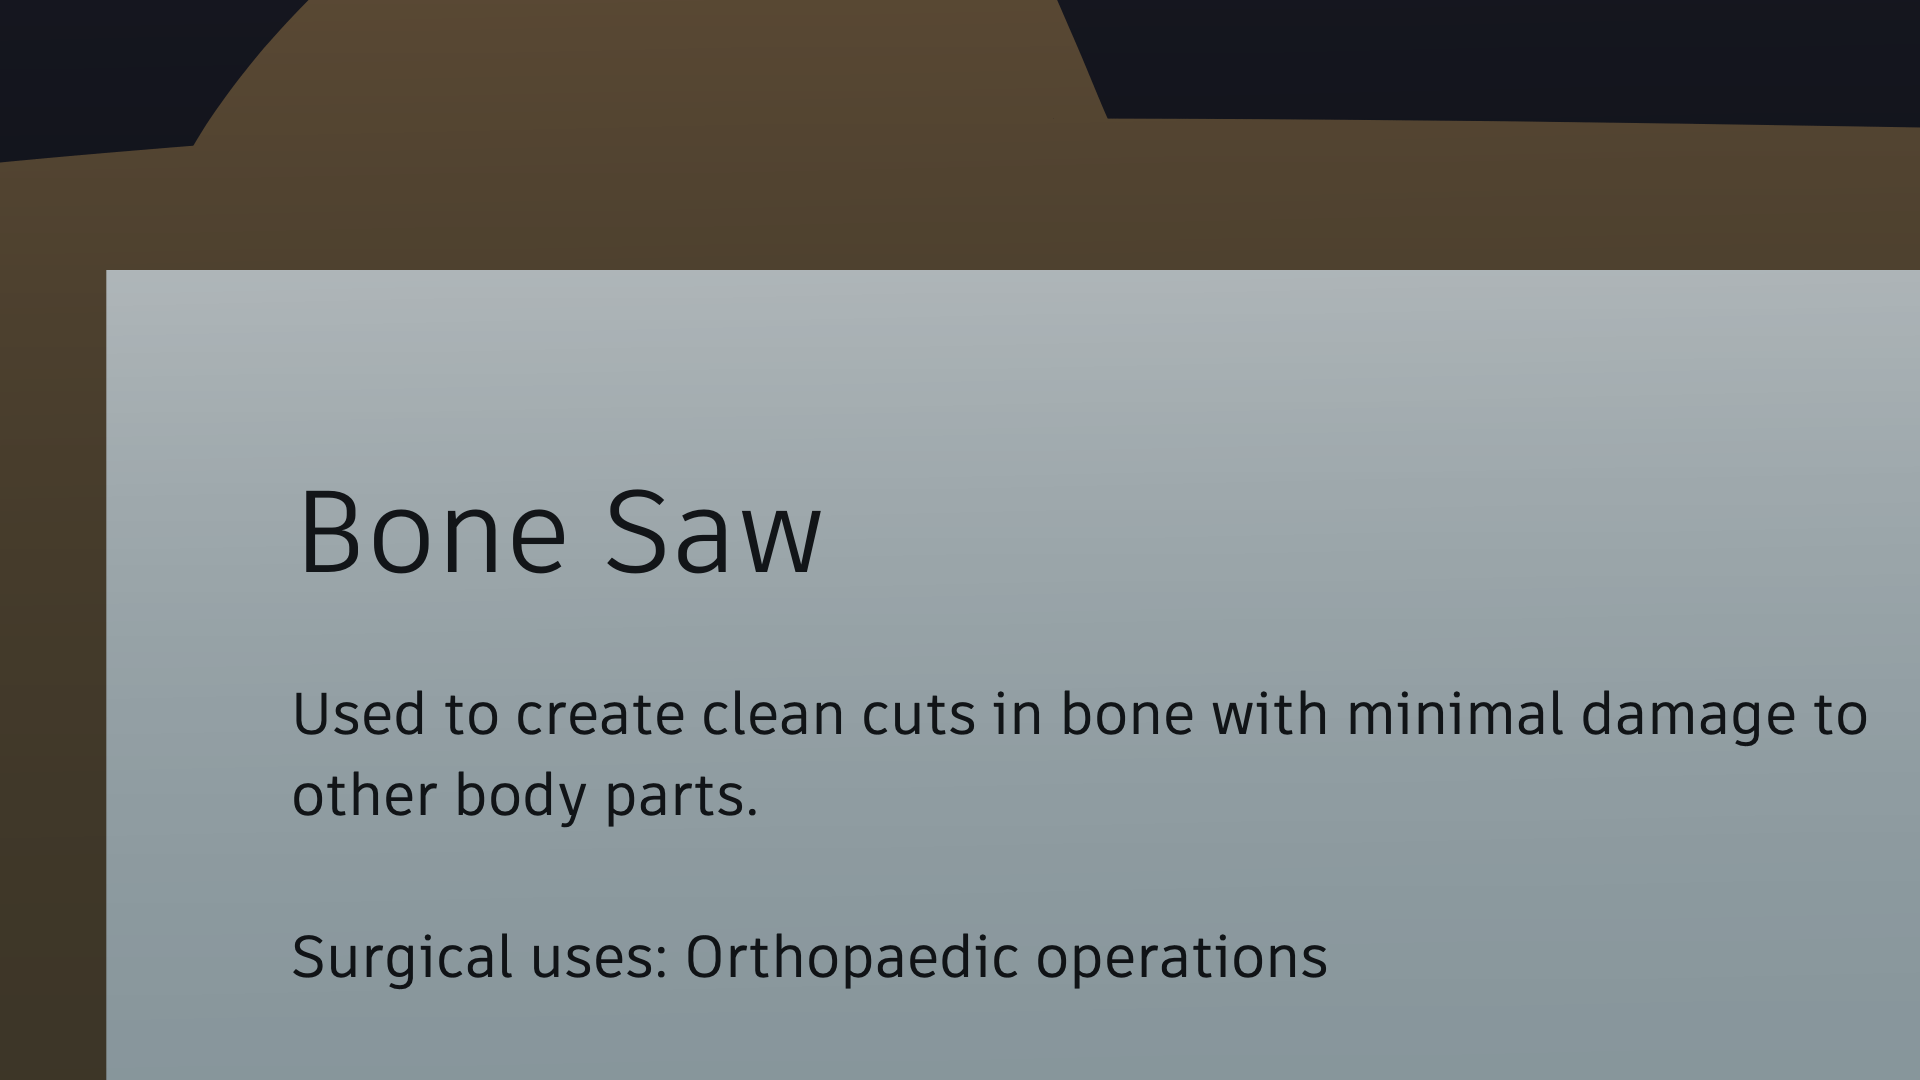 Bone Saw
Used to create clean cuts in bone with minimal damage to
other body parts.
Surgical uses: Orthopaedic operations